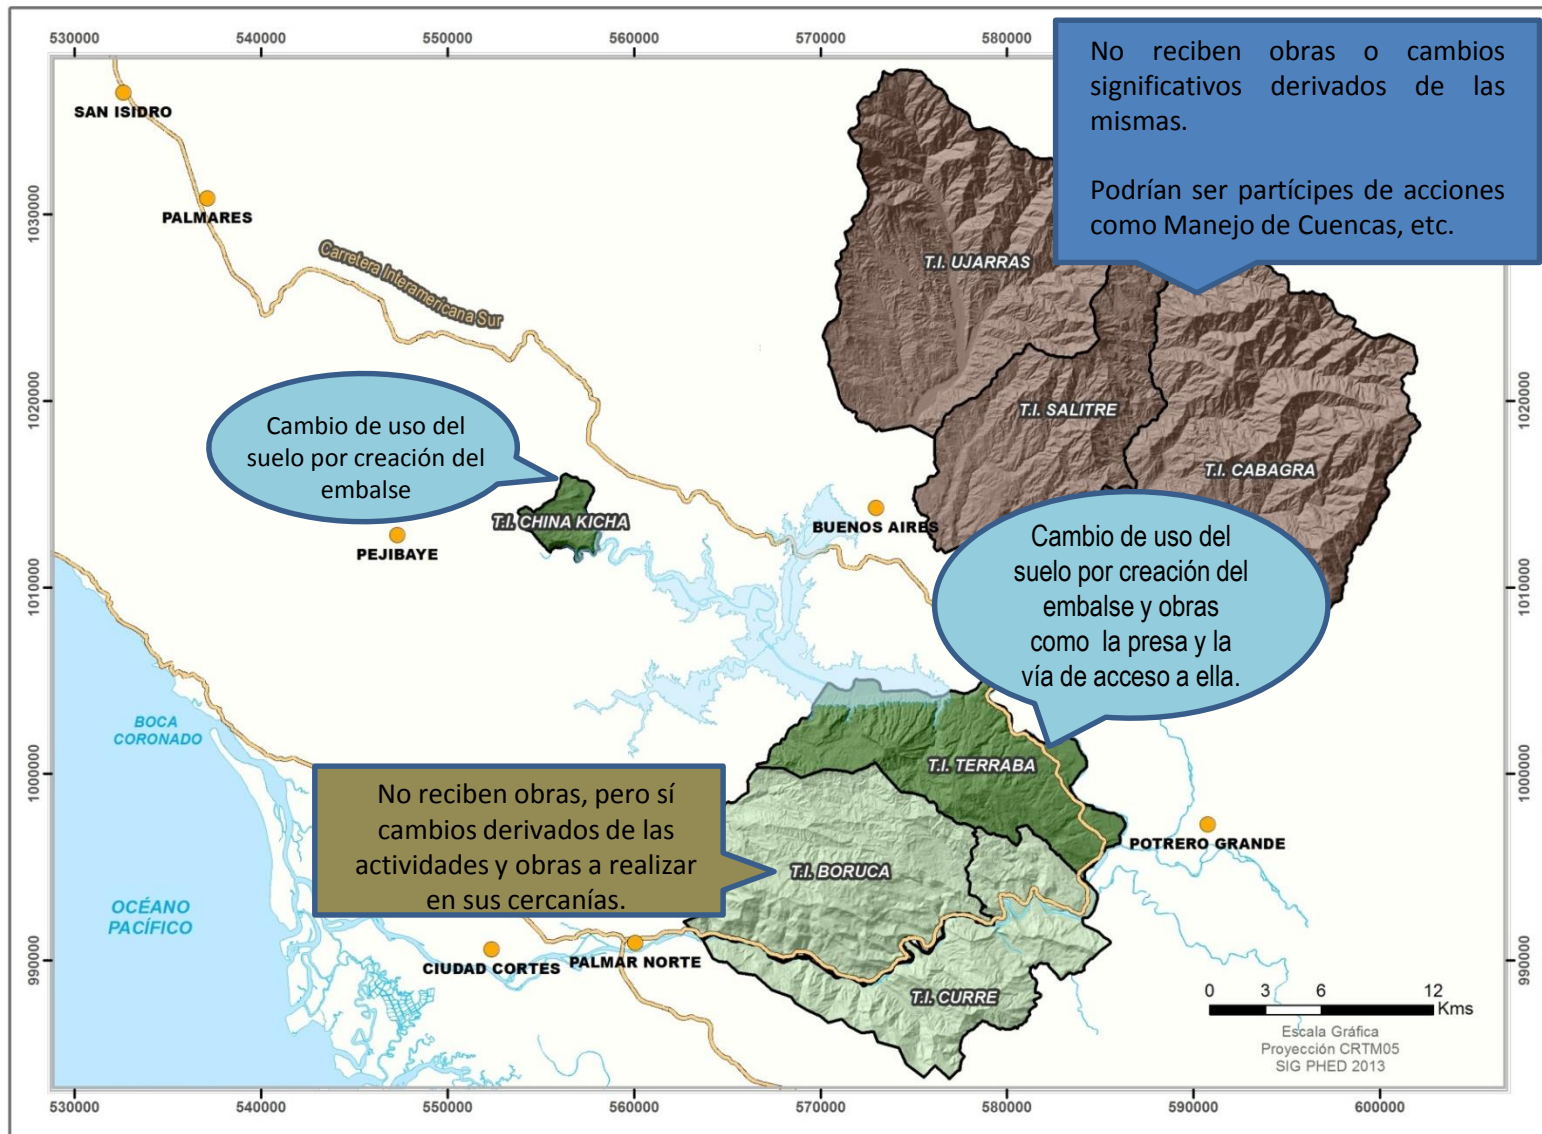 530000
540000
550000
560000
570000
580000
No reciben obras o cambios
significativos derivados de las
mismas.
Podrían ser partícipes de acciones
como Manejo de Cuencas, etc.
SAN ISIDRO
PALMARES
1030000
1030000
Carretera Interamericana Sur
T.I. UJARRAS
1020000
1020000
T.I. SALITRE
Cambio de uso del
suelo por creación del
embalse
T.I. CABAGRA
T.I. CHINA KICHA
BUENOS AIRES
PEJIBAYE
Cambio de uso del
suelo por creación del
embalse y obras
como la presa y la
vía de acceso a ella.
1010000
1010000
BOCA
CORONADO
T.I. TERRABA
1000000
1000000
No reciben obras, pero sí
cambios derivados de las
actividades y obras a realizar
en sus cercanías.
POTRERO GRANDE
T.I. BORUCA
OCÉANO
PACÍFICO
990000
990000
CIUDAD CORTES
PALMAR NORTE
T.I. CURRE
0 3 6 12
Kms
Escala Gráfica
Proyección CRTM05
SIG PHED 2013
530000
540000
550000
560000
570000
580000
590000
600000